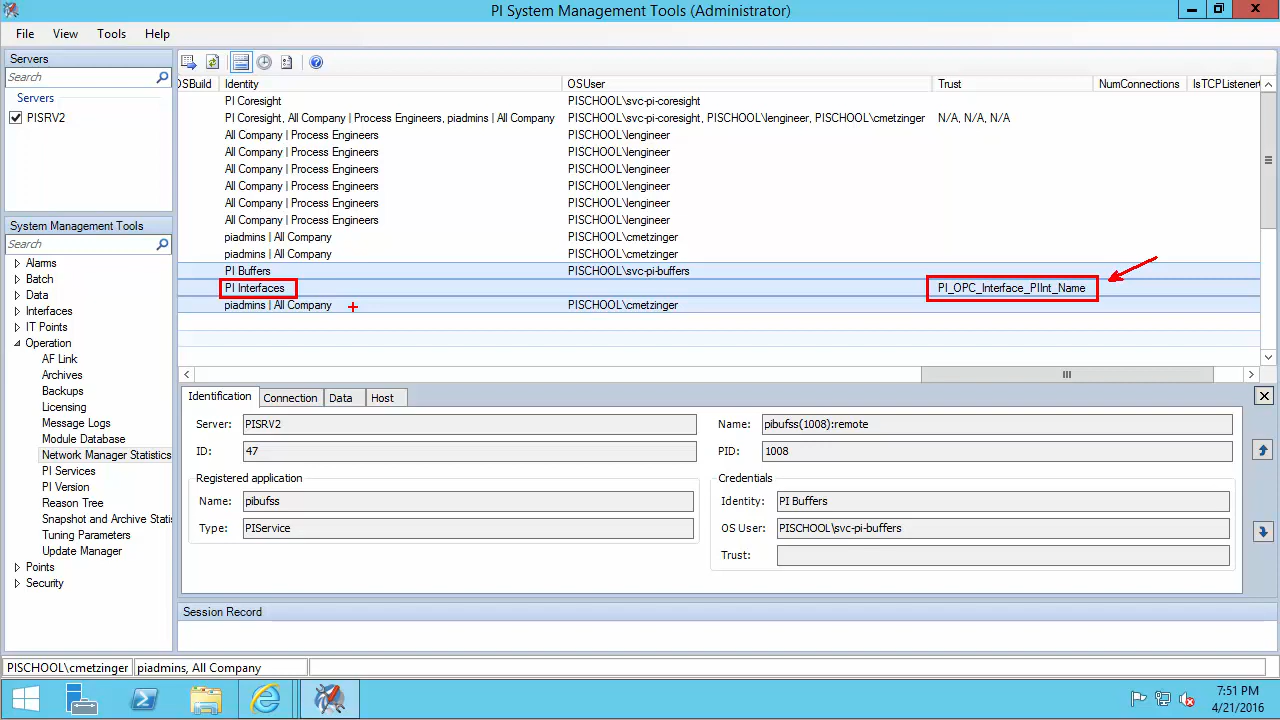 PI System Management Tools (Administrator)
File View Tools Help
Servers
Search
Servers
PISRV2
System Management Tools
Search
Alarms
Batch
Data
Interfaces
IT Points
Operation
AF Link
Archives
Backups
Licensing
Message Logs
Module Database
Network Manager Statistics
PI Services
PI Version
Reason Tree
Snapshot and Archive Stati
Tuning Parameters
Update Manager
Points
Security
OSBuild Identity OSUser Trust NumConnections IsTCPListener
PI Coresight PISCHOOL\svc-pi-coresight
PI Coresight, All Company | Process Engineers, piadmins | All Company PISCHOOL\svc-pi-coresight, PISCHOOL\lengineer, PISCHOOL\cmetzinger N/A, N/A, N/A
All Company | Process Engineers PISCHOOL\lengineer
All Company | Process Engineers PISCHOOL\lengineer
All Company | Process Engineers PISCHOOL\lengineer
All Company | Process Engineers PISCHOOL\lengineer
All Company | Process Engineers PISCHOOL\lengineer
All Company | Process Engineers PISCHOOL\lengineer
piadmins | All Company PISCHOOL\cmetzinger
piadmins | All Company PISCHOOL\cmetzinger
PI Buffers PISCHOOL\svc-pi-buffers
PI Interfaces PI_OPC_Interface_PIInt_Name
piadmins | All Company PISCHOOL\cmetzinger
Identification Connection Data Host
Server: PISRV2 Name: pibufss(1008):remote
ID: 47 PID: 1008
Registered application Credentials
Name: pibufss Identity: PI Buffers
Type: PIService OS User: PISCHOOL\svc-pi-buffers
Trust:
Session Record
PISCHOOL\cmetzinger piadmins, All Company
7:51 PM
4/21/2016